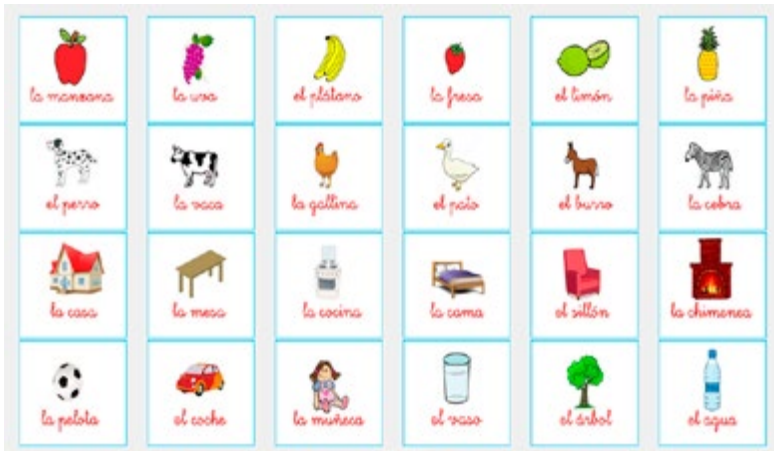 la manzana
la uva
el plátano
la fresa
el limón
la piña
el perro
la vaca
la gallina
el pato
el burro
la cebra
la casa
la mesa
la cocina
la cama
el sillón
la chimenea
la pelota
el coche
la muñeca
el vaso
el árbol
el agua